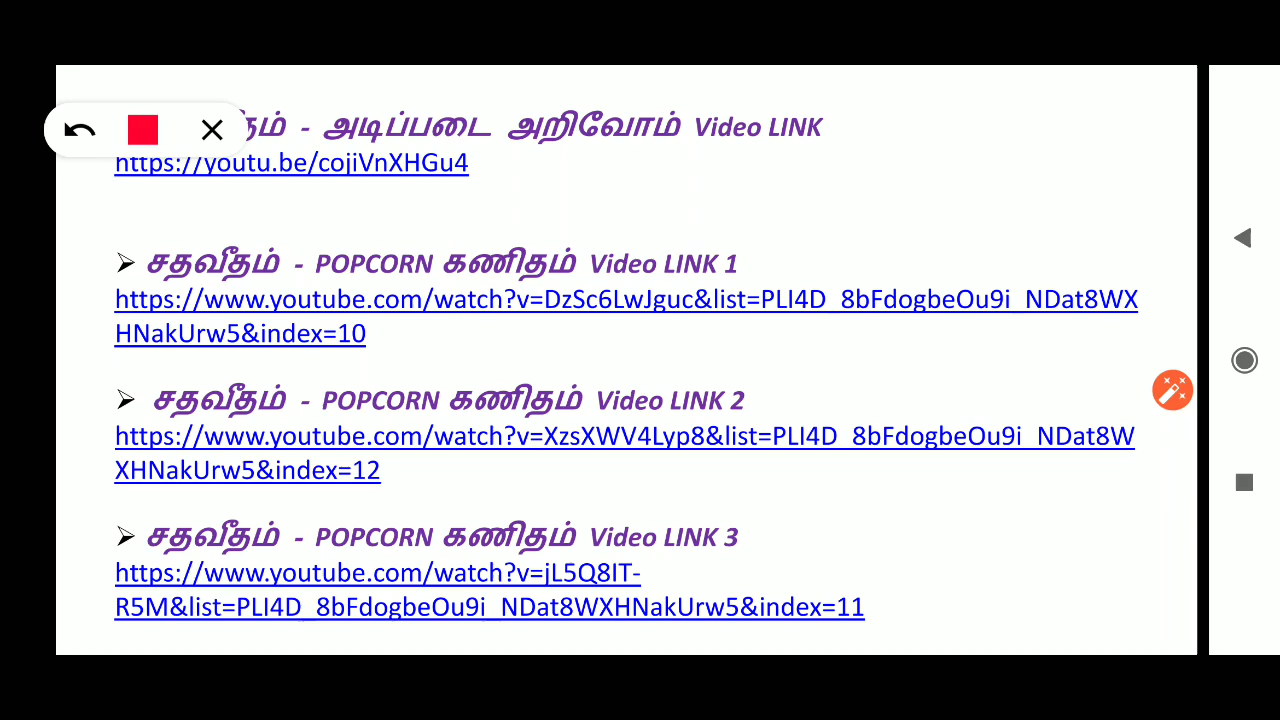 - அடிப்படை அறிவோம் Video LINK
https://youtu.be/cojiVnXHGu4
➢ சதவீதம் - POPCORN கணிதம் Video LINK 1
https://www.youtube.com/watch?v=DzSc6LwJguc&list=PLI4D_8bFdogbeOu9i_NDat8WX
HNakUrw5&index=10
➢ சதவீதம் - POPCORN கணிதம் Video LINK 2
https://www.youtube.com/watch?v=XzsXWV4Lyp8&list=PLI4D_8bFdogbeOu9i_NDat8W
XHNakUrw5&index=12
➢ சதவீதம் - POPCORN கணிதம் Video LINK 3
https://www.youtube.com/watch?v=jL5Q8IT-
R5M&list=PLI4D_8bFdogbeOu9i_NDat8WXHNakUrw5&index=11